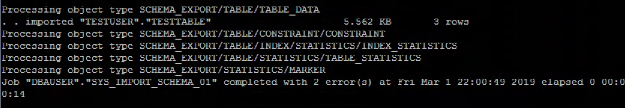 Processing object type SCHEMA_EXPORT/TABLE/TABLE_DATA
. . imported "TESTUSER"."TESTTABLE" 5.562 KB 3 rows
Processing object type SCHEMA_EXPORT/TABLE/CONSTRAINT/CONSTRAINT
Processing object type SCHEMA_EXPORT/TABLE/INDEX/STATISTICS/INDEX_STATISTICS
Processing object type SCHEMA_EXPORT/TABLE/STATISTICS/TABLE_STATISTICS
Processing object type SCHEMA_EXPORT/STATISTICS/MARKER
Job "DBAUSER"."SYS_IMPORT_SCHEMA_01" completed with 2 error(s) at Fri Mar 1 22:00:49 2019 elapsed 0 00:0
0:14